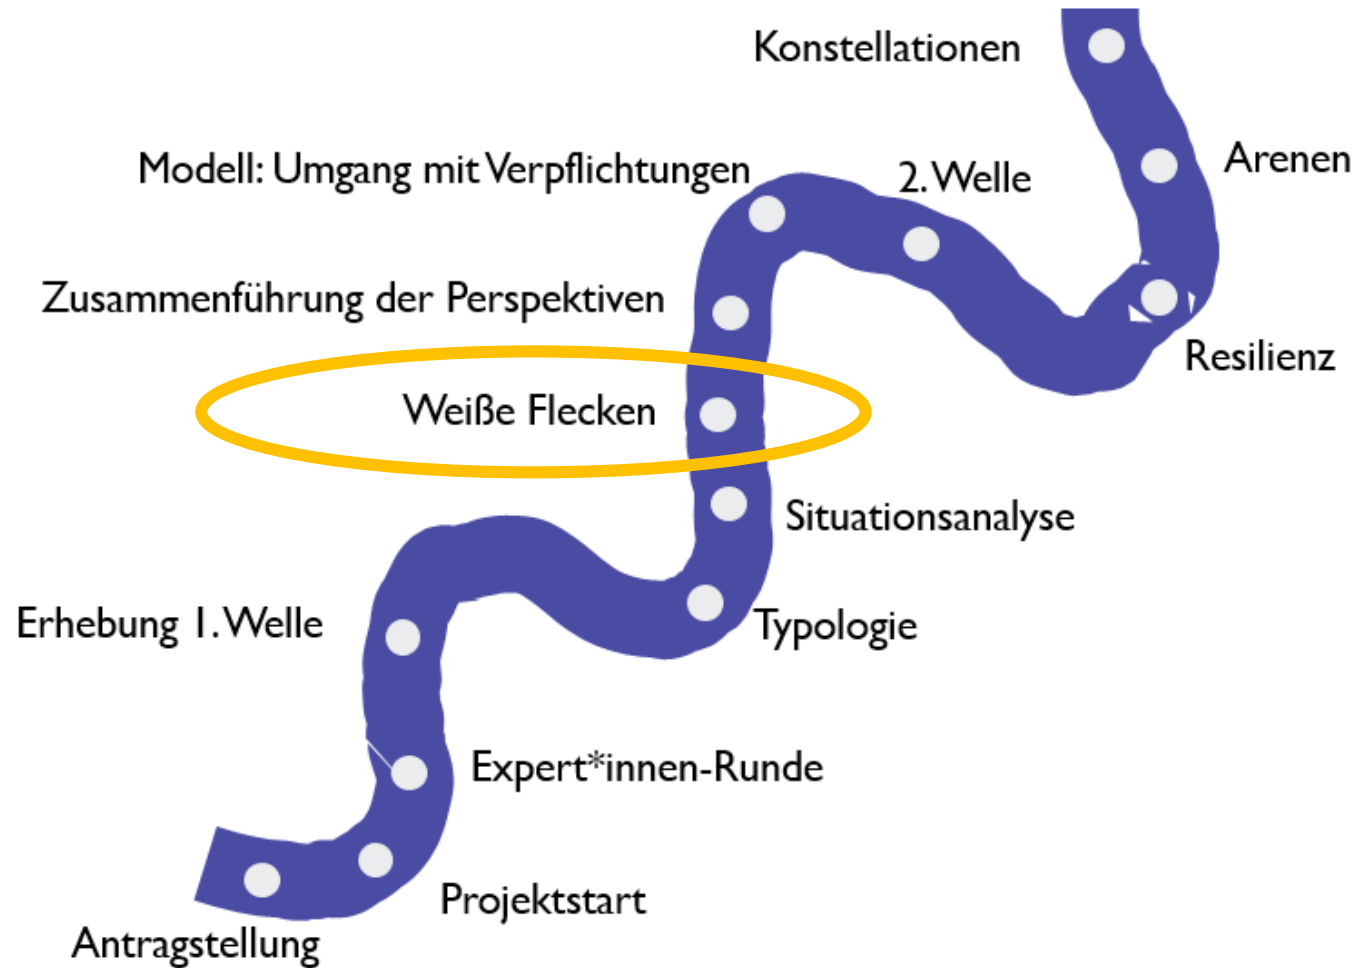 Konstellationen
Arenen
Modell: Umgang mit Verpflichtungen
2. Welle
Zusammenführung der Perspektiven
Resilienz
Weiße Flecken
Situationsanalyse
Erhebung 1. Welle
Typologie
Expert*innen-Runde
Projektstart
Antragstellung